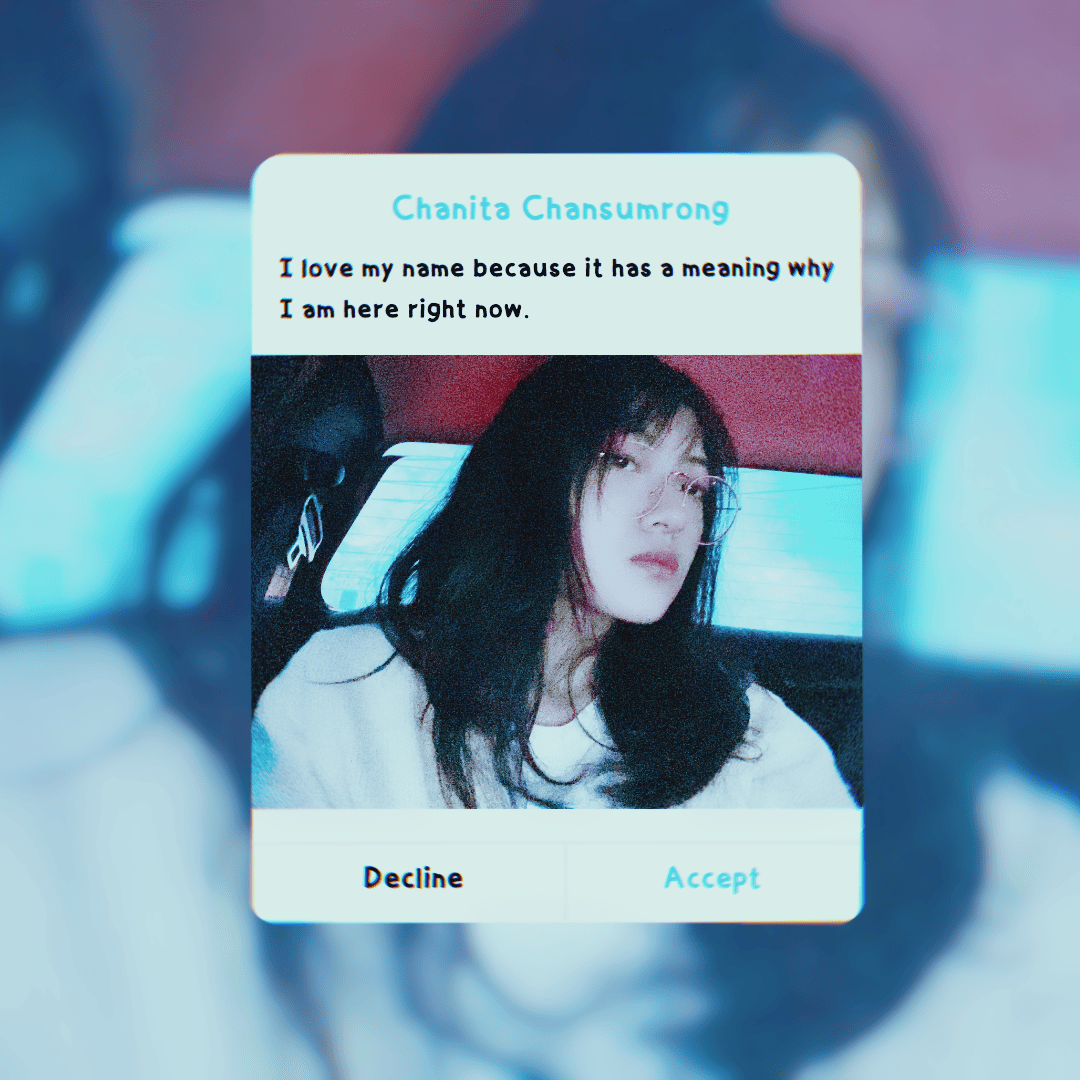 Chanita Chansumrong
I love my name because it has a meaning why
I am here right now.
Decline
Accept